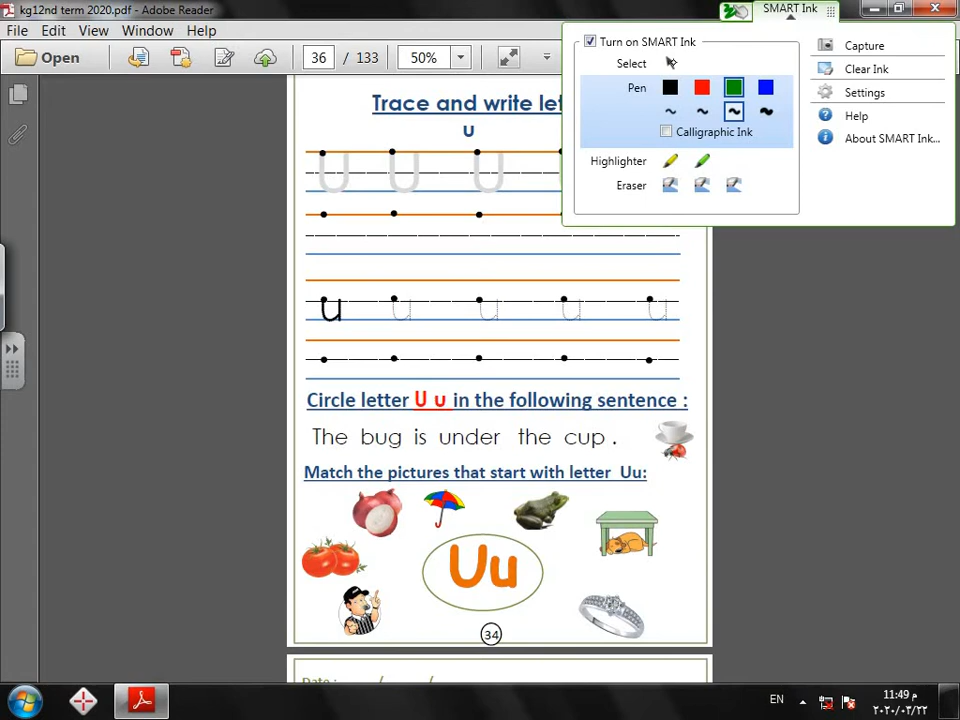 kg12nd term 2020.pdf - Adobe Reader
SMART Ink
File Edit View Window Help
Open 36 / 133 50%
Turn on SMART Ink
Select
Pen
Calligraphic Ink
Highlighter
Eraser
Capture
Clear Ink
Settings
Help
About SMART Ink...
Trace and write let
U
U U U
u u u u u
Circle letter U u in the following sentence :
The bug is under the cup .
Match the pictures that start with letter Uu:
Uu
34
EN
11:49 م
٢٠٢٠/٠٣/٢٢